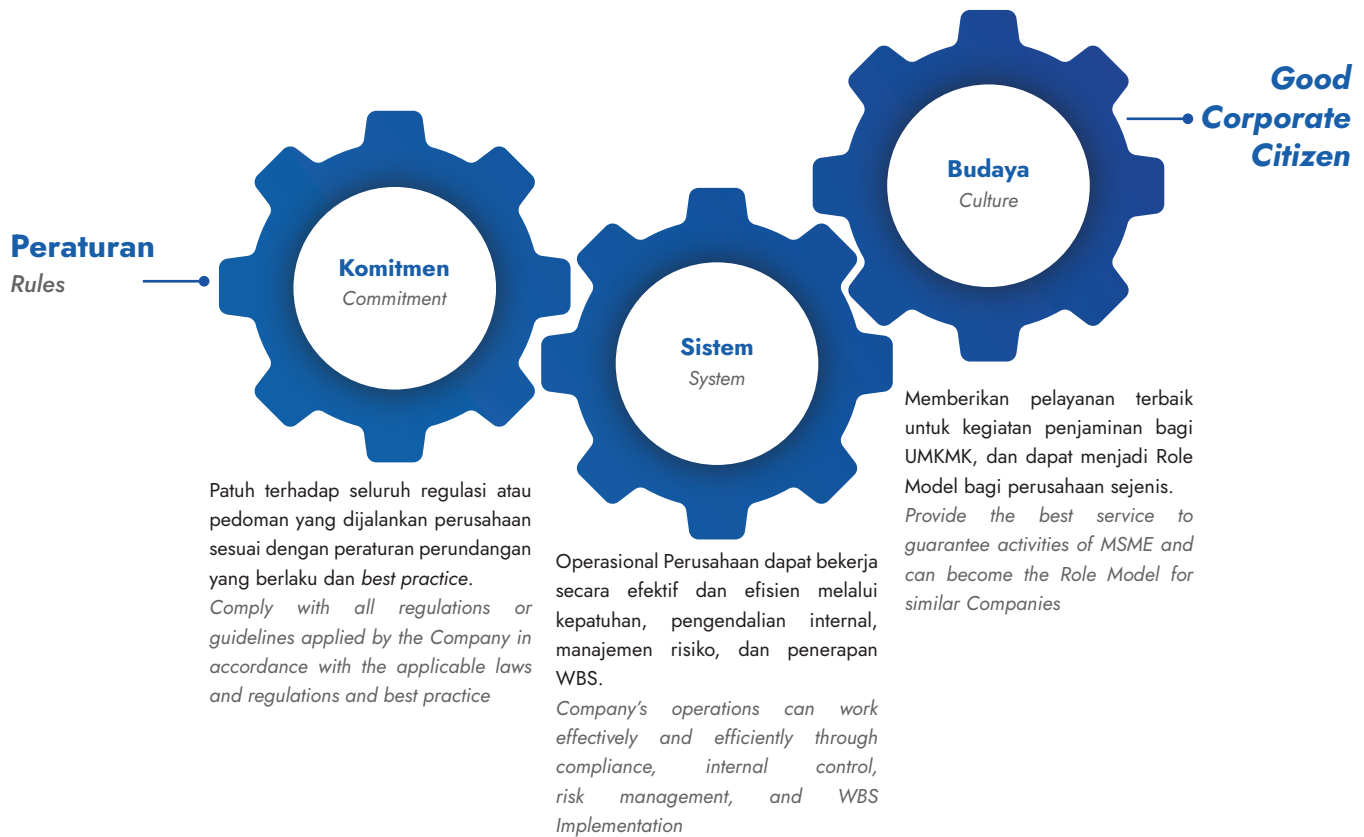 Peraturan
Rules
Komitmen
Commitment
Patuh terhadap seluruh regulasi atau
pedoman yang dijalankan perusahaan
sesuai dengan peraturan perundangan
yang berlaku dan best practice.
Comply with all regulations or
guidelines applied by the Company in
accordance with the applicable laws
and regulations and best practice
Sistem
System
Operasional Perusahaan dapat bekerja
secara efektif dan efisien melalui
kepatuhan, pengendalian internal,
manajemen risiko, dan penerapan
WBS.
Company's operations can work
effectively and efficiently through
compliance, internal control,
risk management, and WBS
Implementation
Budaya
Culture
Memberikan pelayanan terbaik
untuk kegiatan penjaminan bagi
UMKMK, dan dapat menjadi Role
Model bagi perusahaan sejenis.
Provide the best service to
guarantee activities of MSME and
can become the Role Model for
similar Companies
Good
Corporate
Citizen